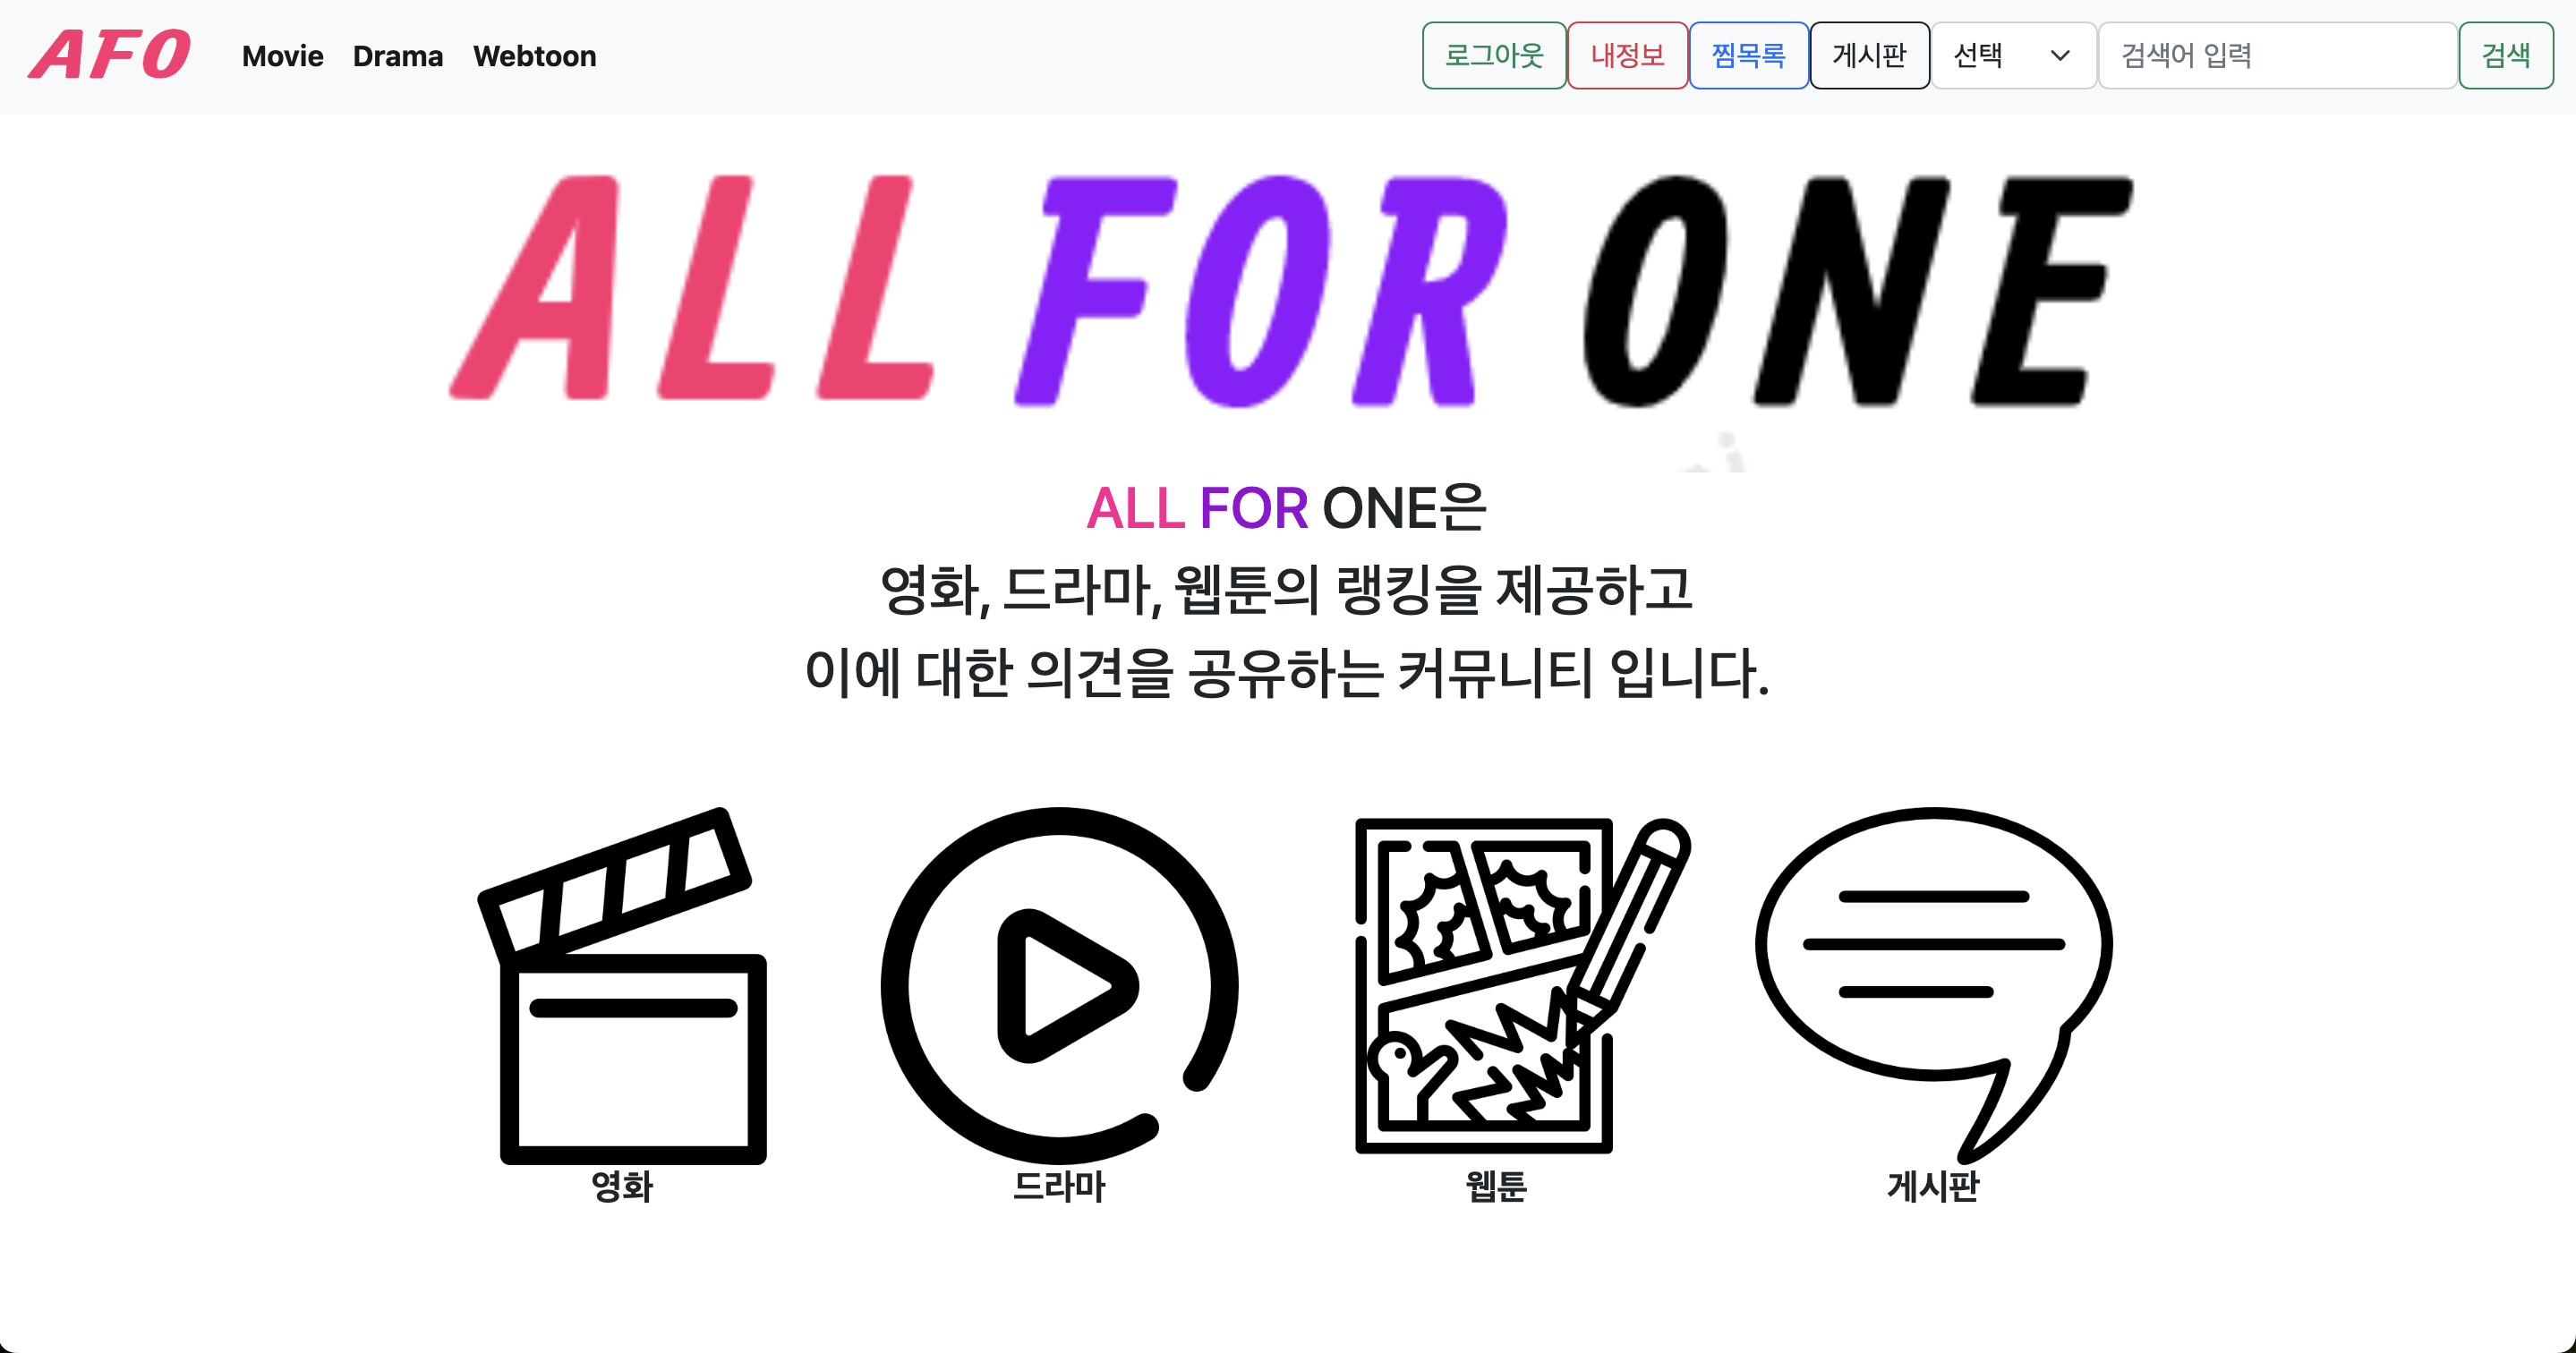 AFO Movie Drama Webtoon 로그아웃 내정보 찜목록 게시판 선택 검색어 입력 검색
ALL FOR ONE
ALL FOR ONE은
영화, 드라마, 웹툰의 랭킹을 제공하고
이에 대한 의견을 공유하는 커뮤니티 입니다.
영화 드라마 웹툰 게시판